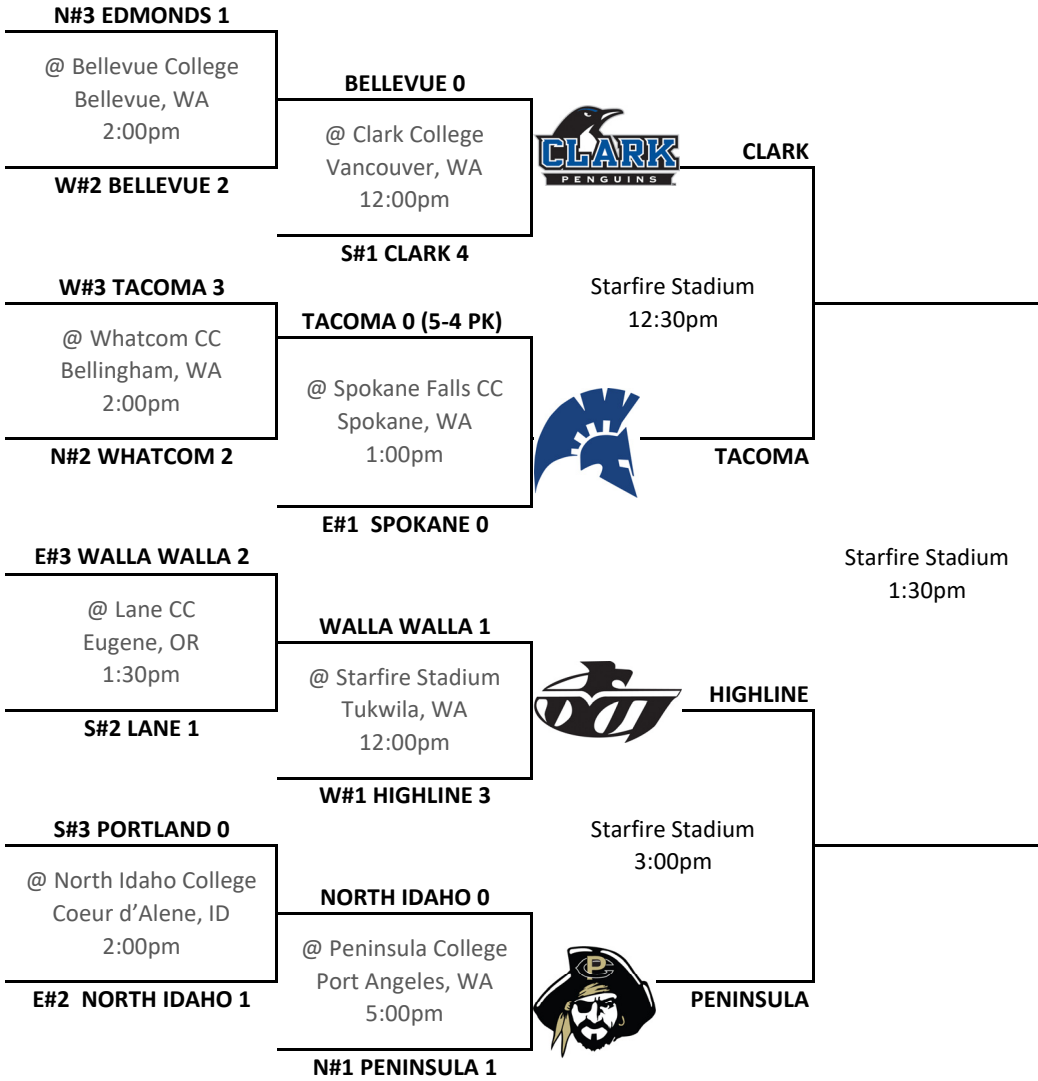 N#3 EDMONDS 1
@ Bellevue College
Bellevue, WA
2:00pm
W#2 BELLEVUE 2
BELLEVUE 0
@ Clark College
Vancouver, WA
12:00pm
S#1 CLARK 4
CLARK
PENGUINS
CLARK
W#3 TACOMA 3
@ Whatcom CC
Bellingham, WA
2:00pm
N#2 WHATCOM 2
TACOMA 0 (5-4 PK)
@ Spokane Falls CC
Spokane, WA
1:00pm
E#1 SPOKANE 0
Starfire Stadium
12:30pm
TACOMA
E#3 WALLA WALLA 2
@ Lane CC
Eugene, OR
1:30pm
S#2 LANE 1
WALLA WALLA 1
@ Starfire Stadium
Tukwila, WA
12:00pm
W#1 HIGHLINE 3
HIGHLINE
Starfire Stadium
1:30pm
S#3 PORTLAND 0
@ North Idaho College
Coeur d’Alene, ID
2:00pm
E#2 NORTH IDAHO 1
NORTH IDAHO 0
@ Peninsula College
Port Angeles, WA
5:00pm
N#1 PENINSULA 1
Starfire Stadium
3:00pm
PC
PENINSULA